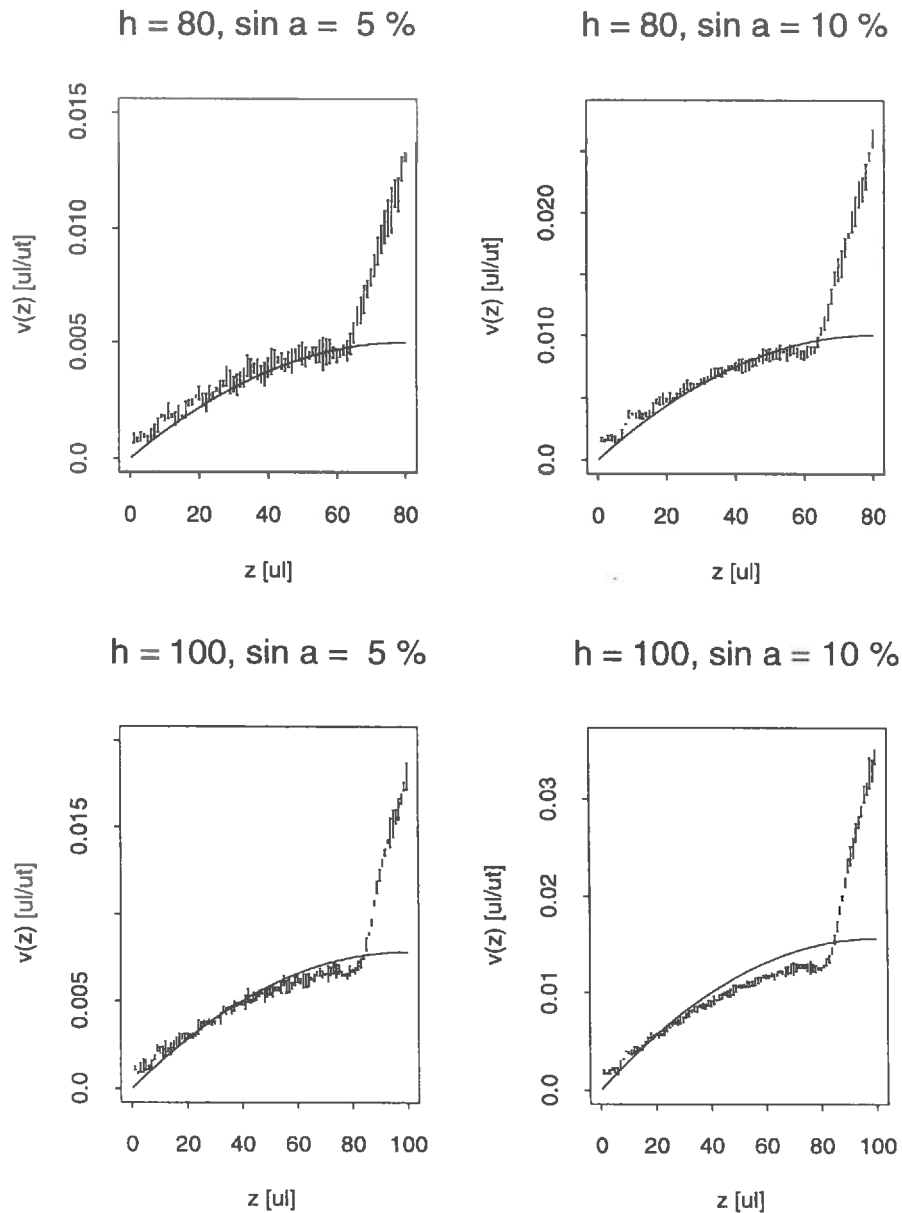 h = 80, sin a = 5 %
0.015
0.010
0.005
0.0
v(z) [ul/ut]
0 20 40 60 80
z [ul]
h = 80, sin a = 10 %
0.020
0.010
0.0
v(z) [ul/ut]
0 20 40 60 80
z [ul]
h = 100, sin a = 5 %
0.015
0.005
0.0
v(z) [ul/ut]
0 20 40 60 80 100
z [ul]
h = 100, sin a = 10 %
0.03
0.02
0.01
0.0
v(z) [ul/ut]
0 20 40 60 80 100
z [ul]